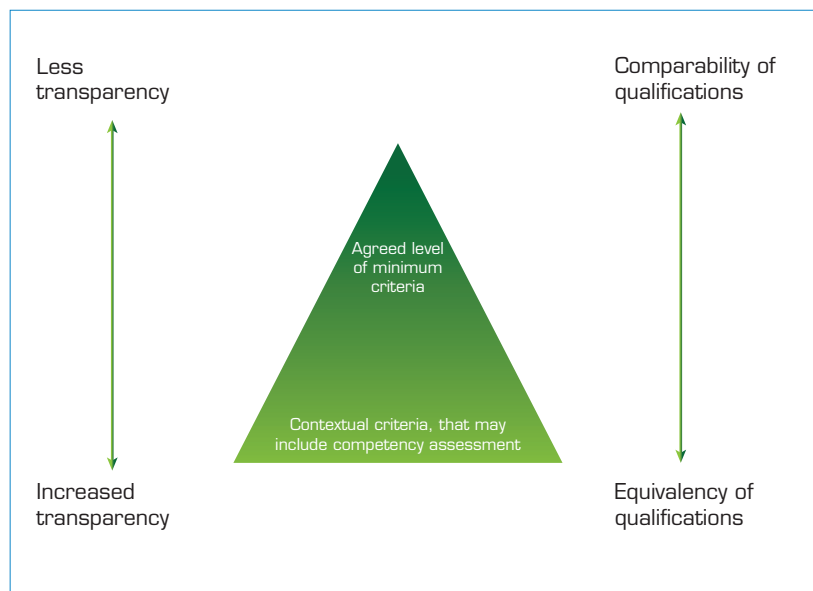 Less
transparency
Comparability of
qualifications
Agreed level
of minimum
criteria
Contextual criteria, that may
include competency assessment
Increased
transparency
Equivalency of
qualifications